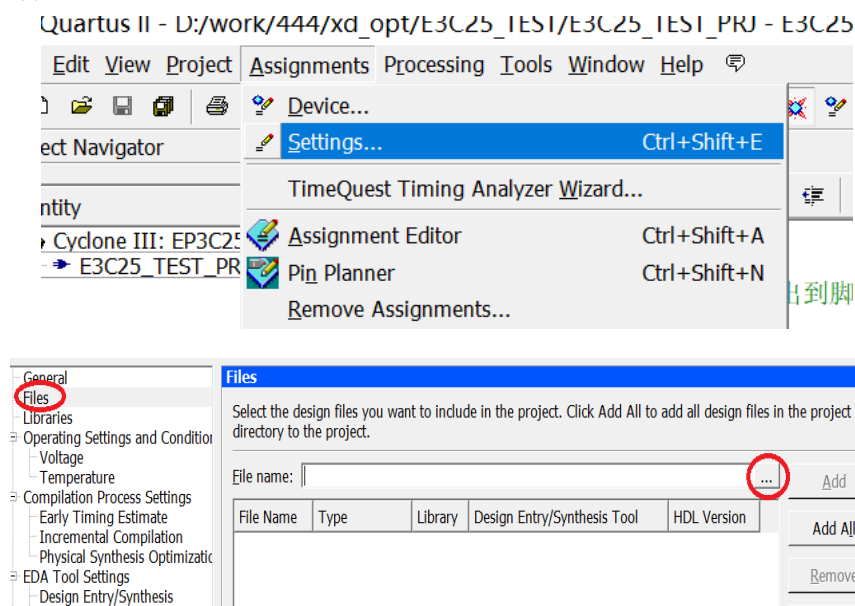 Quartus II - D:/work/444/xd_opt/E3C25_TEST/E3C25_TEST_PRJ - E3C25
Edit View Project Assignments Processing Tools Window Help
Device...
ect Navigator
Settings... Ctrl+Shift+E
TimeQuest Timing Analyzer Wizard...
ntity
Cyclone III: EP3C25
Assignment Editor Ctrl+Shift+A
E3C25_TEST_PR
Pin Planner Ctrl+Shift+N
出到脚
Remove Assignments...
General
Files
Libraries
Operating Settings and Condition
Voltage
Temperature
Compilation Process Settings
Early Timing Estimate
Incremental Compilation
Physical Synthesis Optimizatic
EDA Tool Settings
Design Entry/Synthesis
Files
Select the design files you want to include in the project. Click Add All to add all design files in the project
directory to the project.
File name: ... Add
File Name Type Library Design Entry/Synthesis Tool HDL Version
Add All
Remove